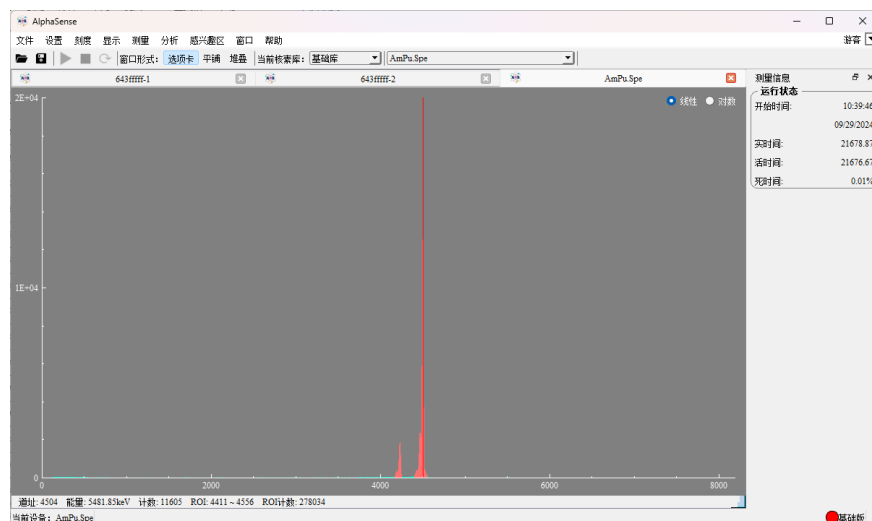 AlphaSense
文件 设置 刻度 显示 测量 分析 感兴趣区 窗口 帮助 游客
窗口形式: 选项卡 平铺 堆叠 当前核素库: 基础库 AmPu.Spe
643fffff-1 643fffff-2 AmPu.Spe
测量信息
运行状态
开始时间: 10:39:46
09/29/2024
实时间: 21678.87
活时间: 21676.67
死时间: 0.01%
线性 对数
2E+04
1E+04
0
0 2000 4000 6000 8000
道址: 4504 能量: 5481.85keV 计数: 11605 ROI: 4411 ~ 4556 ROI计数: 278034
当前设备: AmPu.Spe 基础版